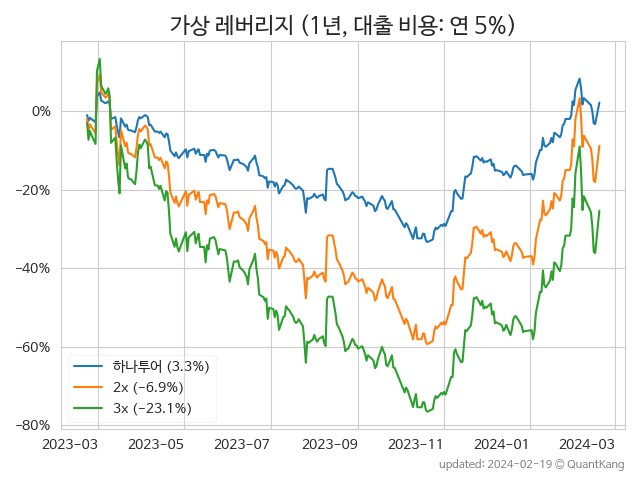 가상 레버리지 (1년, 대출 비용: 연 5%)
0%
−20%
−40%
−60%
−80%
하나투어 (3.3%)
2x (−6.9%)
3x (−23.1%)
2023-03 2023-05 2023-07 2023-09 2023-11 2024-01 2024-03
updated: 2024-02-19 © QuantKang